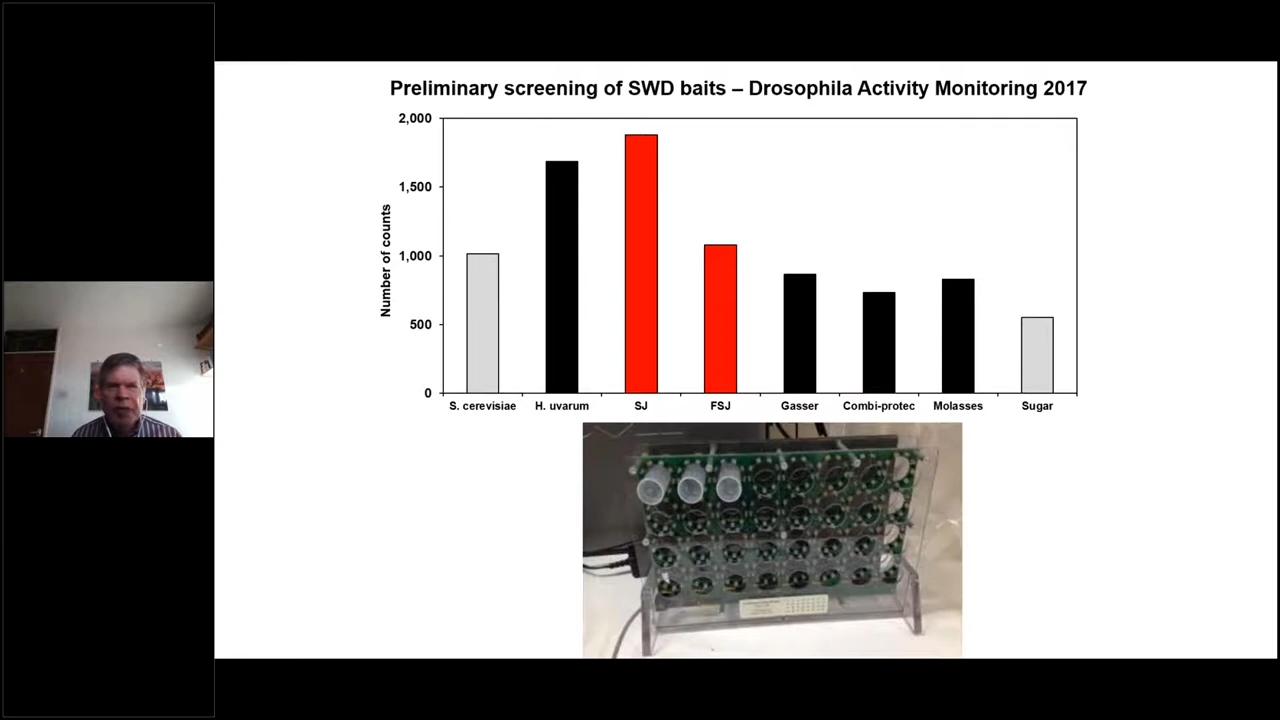 Preliminary screening of SWD baits – Drosophila Activity Monitoring 2017
2,000
1,500
1,000
500
0
Number of counts
S. cerevisiae H. uvarum SJ FSJ Gasser Combi-protec Molasses Sugar